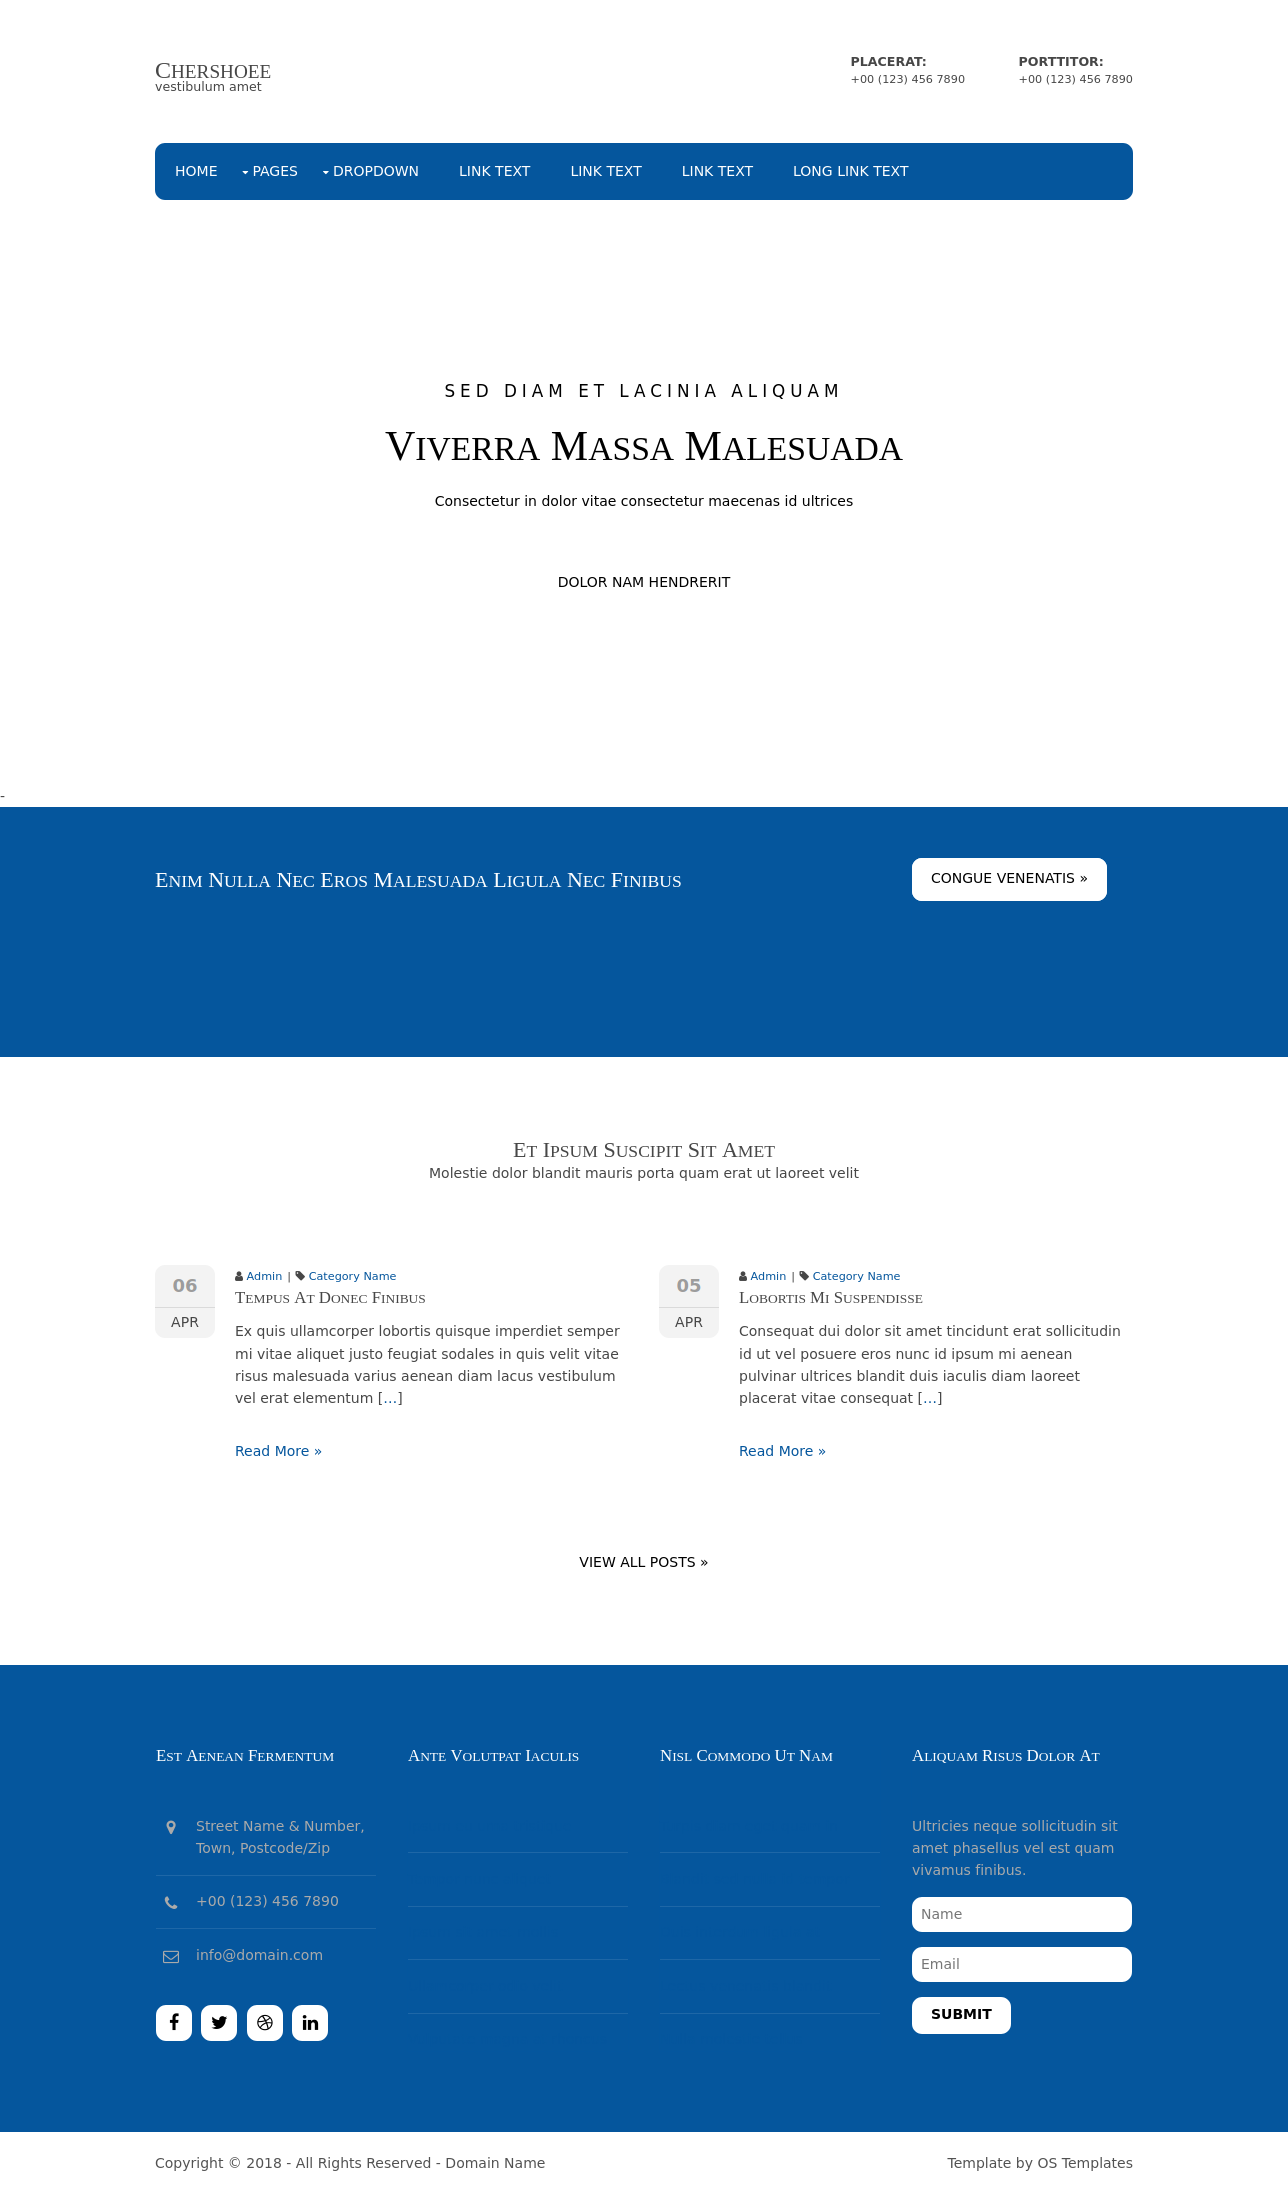 Chershoee
vestibulum amet
PLACERAT:
+00 (123) 456 7890
PORTTITOR:
+00 (123) 456 7890
HOME PAGES DROPDOWN LINK TEXT LINK TEXT LINK TEXT LONG LINK TEXT
SED DIAM ET LACINIA ALIQUAM
Viverra Massa Malesuada
Consectetur in dolor vitae consectetur maecenas id ultrices
DOLOR NAM HENDRERIT
-
Enim Nulla Nec Eros Malesuada Ligula Nec Finibus
CONGUE VENENATIS »
Et Ipsum Suscipit Sit Amet
Molestie dolor blandit mauris porta quam erat ut laoreet velit
06
APR
Admin | Category Name
Tempus At Donec Finibus
Ex quis ullamcorper lobortis quisque imperdiet semper
mi vitae aliquet justo feugiat sodales in quis velit vitae
risus malesuada varius aenean diam lacus vestibulum
vel erat elementum […]
Read More »
05
APR
Admin | Category Name
Lobortis Mi Suspendisse
Consequat dui dolor sit amet tincidunt erat sollicitudin
id ut vel posuere eros nunc id ipsum mi aenean
pulvinar ultrices blandit duis iaculis diam laoreet
placerat vitae consequat […]
Read More »
VIEW ALL POSTS »
Est Aenean Fermentum
Street Name & Number,
Town, Postcode/Zip
+00 (123) 456 7890
info@domain.com
Ante Volutpat Iaculis
Nisl Commodo Ut Nam
Aliquam Risus Dolor At
Ultricies neque sollicitudin sit
amet phasellus vel est quam
vivamus finibus.
Name
Email
SUBMIT
Copyright © 2018 - All Rights Reserved - Domain Name
Template by OS Templates